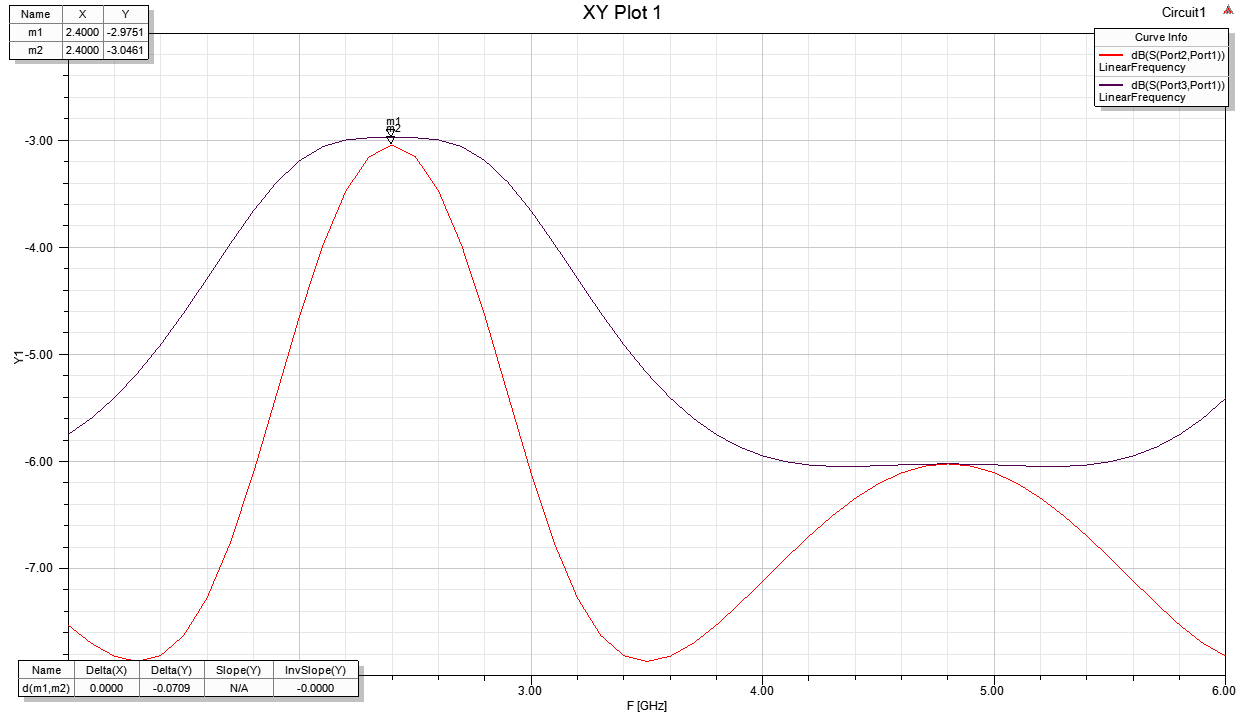 XY Plot 1
Circuit1
Name X Y
m1 2.4000 -2.9751
m2 2.4000 -3.0461
Curve Info
dB(S(Port2,Port1))
LinearFrequency
dB(S(Port3,Port1))
LinearFrequency
m1
m2
-3.00
-4.00
-5.00
-6.00
-7.00
Y1
Name Delta(X) Delta(Y) Slope(Y) InvSlope(Y)
d(m1,m2) 0.0000 -0.0709 N/A -0.0000
3.00 4.00 5.00 6.00
F [GHz]